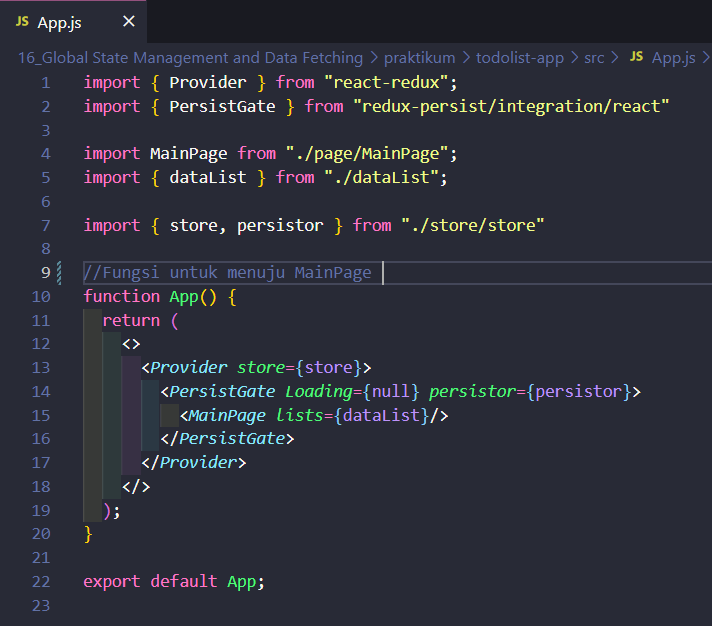 JS App.js ×
16_Global State Management and Data Fetching > praktikum > todolist-app > src > JS App.js >
1 import { Provider } from "react-redux";
2 import { PersistGate } from "redux-persist/integration/react"
3
4 import MainPage from "./page/MainPage";
5 import { dataList } from "./dataList";
6
7 import { store, persistor } from "./store/store"
8
9 //Fungsi untuk menuju MainPage
10 function App() {
11   return (
12     <>
13       <Provider store={store}>
14         <PersistGate Loading={null} persistor={persistor}>
15           <MainPage lists={dataList}/>
16         </PersistGate>
17       </Provider>
18     </>
19   );
20 }
21
22 export default App;
23